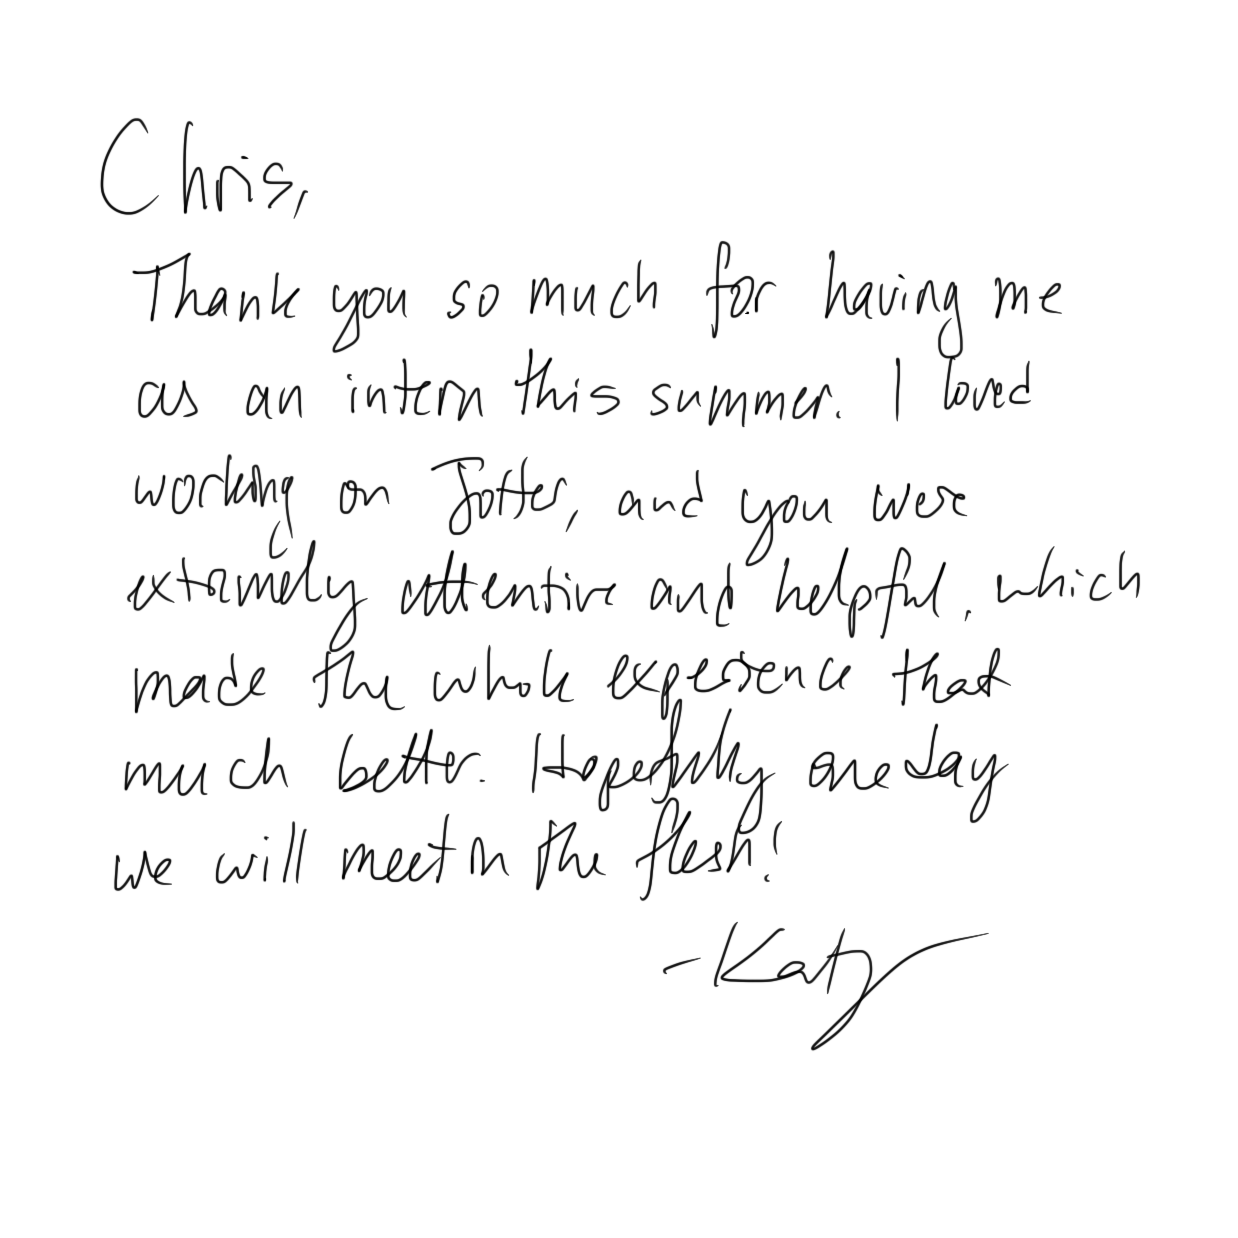 Chris,
Thank you so much for having me
as an intern this summer. I loved
working on Jotter, and you were
extremely attentive and helpful, which
made the whole experience that
much better. Hopefully one day
we will meet in the flesh!
-Katy